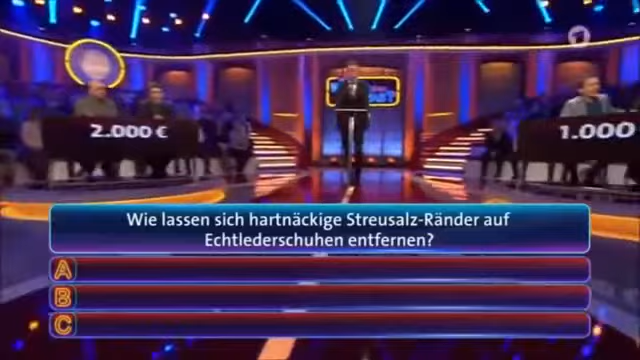 2.000 €
1.000
Wie lassen sich hartnäckige Streusalz-Ränder auf
Echtlederschuhen entfernen?
A
B
C